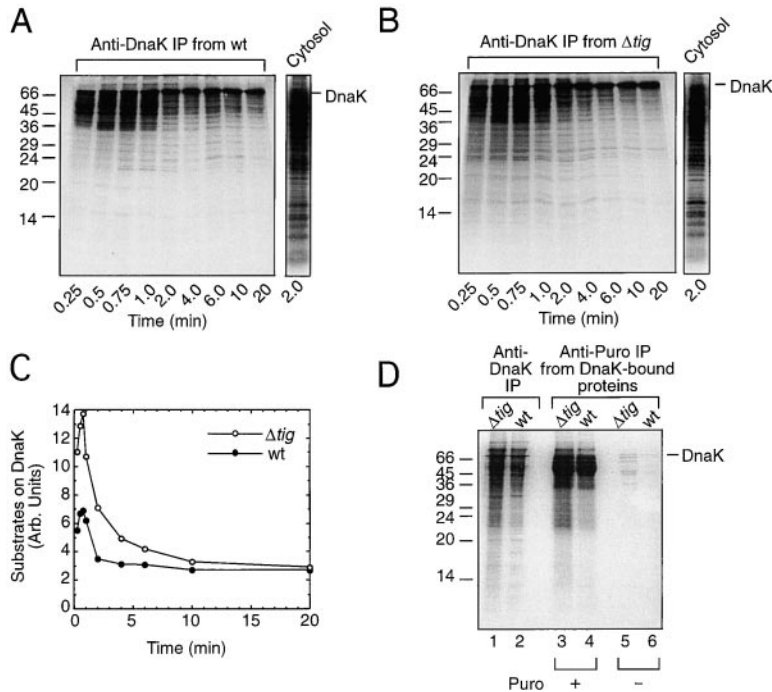 A
Anti-DnaK IP from wt
Cytosol
DnaK
66
45
36
29
24
20
14
0.25 0.5 0.75 1.0 2.0 4.0 6.0 10 20 2.0
Time (min)
B
Anti-DnaK IP from Δtig
Cytosol
DnaK
66
45
36
29
24
20
14
0.25 0.5 0.75 1.0 2.0 4.0 6.0 10 20 2.0
Time (min)
C
Substrates on DnaK
(Arb. Units)
14
12
10
8
6
4
2
0
0 5 10 15 20
Time (min)
Δtig
wt
D
Anti-
DnaK
IP
Anti-Puro IP
from DnaK-bound
proteins
Δtig wt Δtig wt Δtig wt
DnaK
66
45
36
29
24
20
14
1 2 3 4 5 6
Puro + −